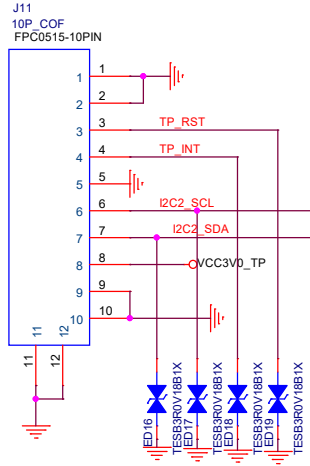 J11
10P_COF
FPC0515-10PIN
1 1
2 2
3 3 TP_RST
4 4 TP_INT
5 5
6 6 I2C2_SCL
7 7 I2C2_SDA
8 8 VCC3V0_TP
9 9
10 10
11 12
11 12
ED16 TESB3R0V18B1X
ED17 TESB3R0V18B1X
ED18 TESB3R0V18B1X
ED19 TESB3R0V18B1X